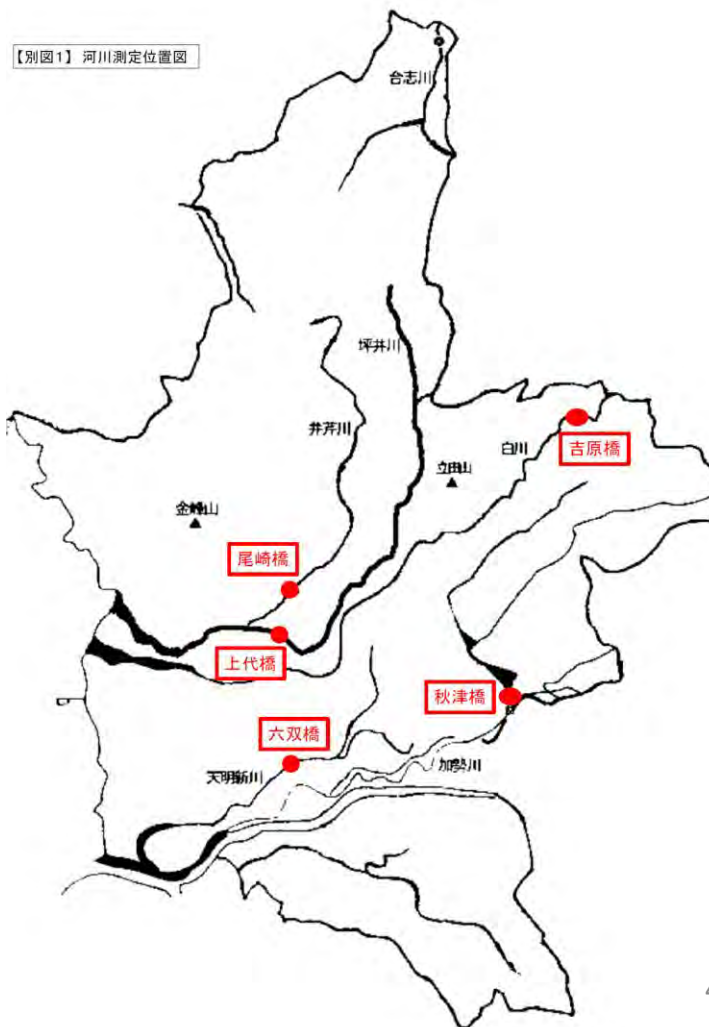 【別図1】 河川測定位置図
合志川
坪井川
井芹川
白川
吉原橋
立田山
金峰山
尾崎橋
上代橋
秋津橋
六双橋
天明新川
加勢川